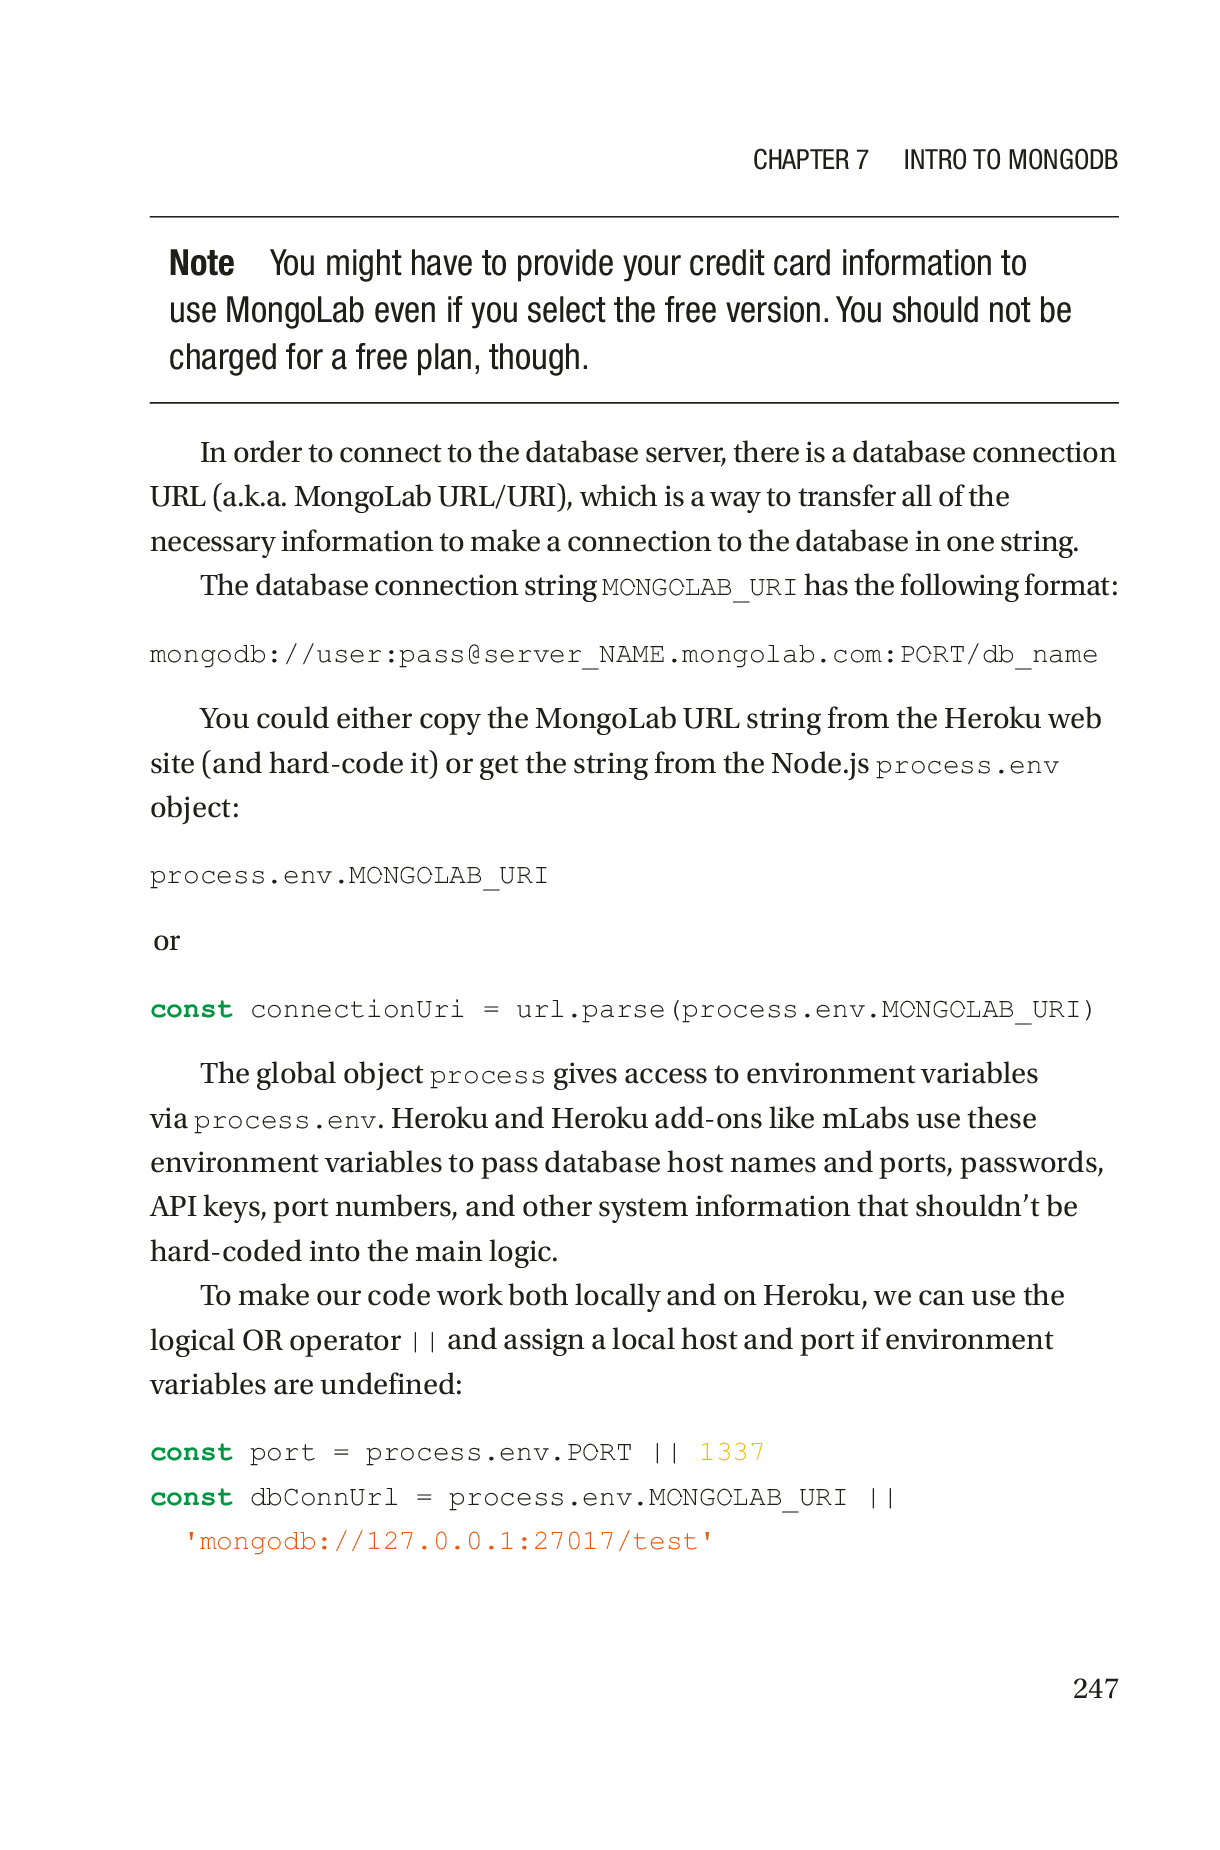 CHAPTER 7 INTRO TO MONGODB
Note You might have to provide your credit card information to
use MongoLab even if you select the free version. You should not be
charged for a free plan, though.
In order to connect to the database server, there is a database connection
URL (a.k.a. MongoLab URL/URI), which is a way to transfer all of the
necessary information to make a connection to the database in one string.
The database connection string MONGOLAB_URI has the following format:
mongodb://user:pass@server_NAME.mongolab.com:PORT/db_name
You could either copy the MongoLab URL string from the Heroku web
site (and hard-code it) or get the string from the Node.js process.env
object:
process.env.MONGOLAB_URI
or
const connectionUri = url.parse(process.env.MONGOLAB_URI)
The global object process gives access to environment variables
via process.env. Heroku and Heroku add-ons like mLabs use these
environment variables to pass database host names and ports, passwords,
API keys, port numbers, and other system information that shouldn’t be
hard-coded into the main logic.
To make our code work both locally and on Heroku, we can use the
logical OR operator || and assign a local host and port if environment
variables are undefined:
const port = process.env.PORT || 1337
const dbConnUrl = process.env.MONGOLAB_URI ||
'mongodb://127.0.0.1:27017/test'
247